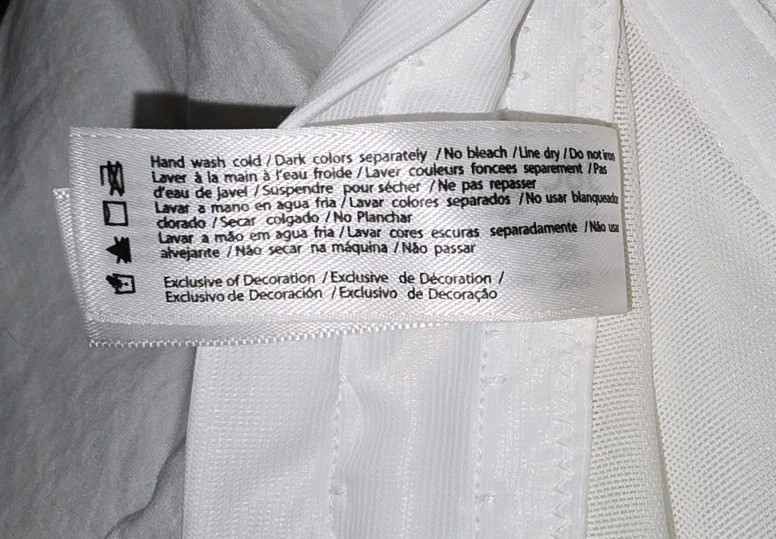 Hand wash cold / Dark colors separately / No bleach / Line dry / Do not iron
Laver à la main à l'eau froide / Laver couleurs foncees separement / Pas
d'eau de javel / Suspendre pour sécher / Ne pas repasser
Lavar a mano en agua fria / Lavar colores separados / No usar blanqueador
clorado / Secar colgado / No Planchar
Lavar a mão em agua fria / Lavar cores escuras separadamente / Não usar
alvejante / Não secar na máquina / Não passar
Exclusive of Decoration / Exclusive de Décoration /
Exclusivo de Decoración / Exclusivo de Decoração